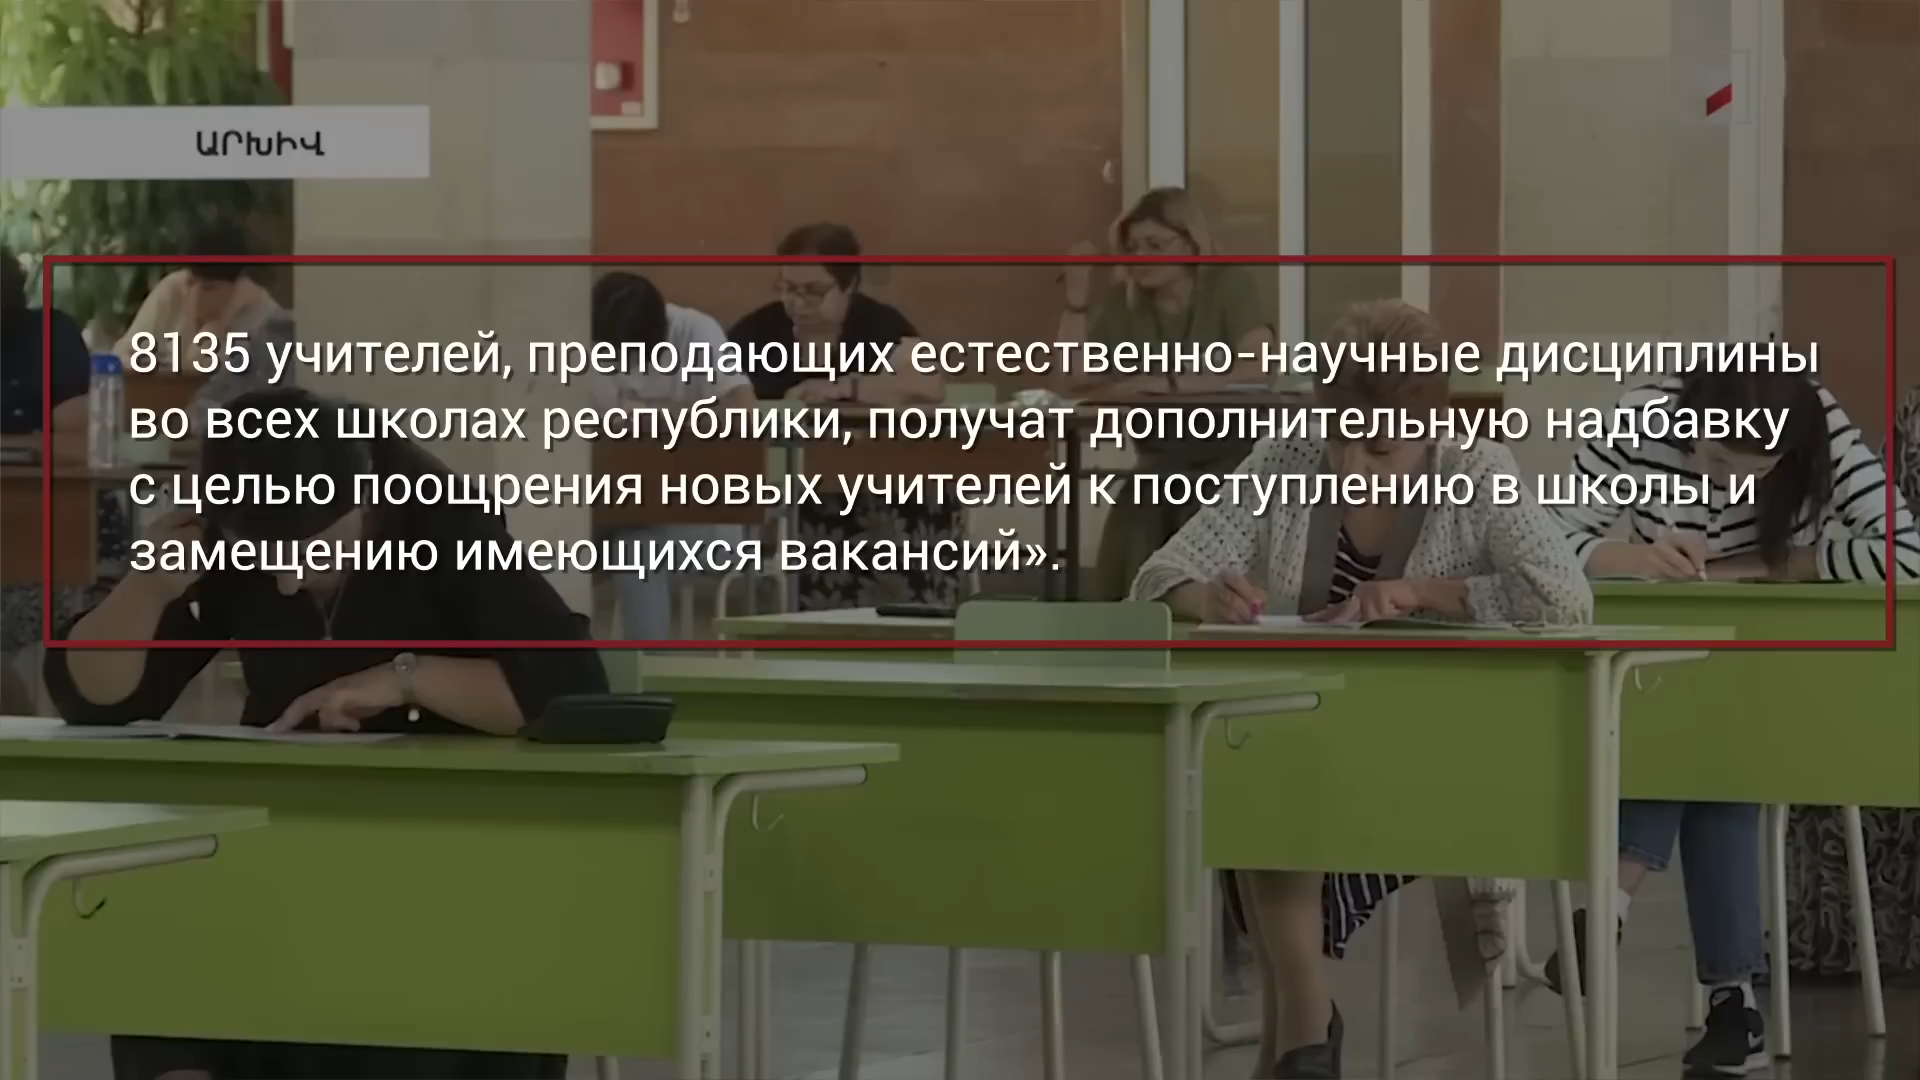 ԱՐԽԻՎ
8135 учителей, преподающих естественно-научные дисциплины
во всех школах республики, получат дополнительную надбавку
с целью поощрения новых учителей к поступлению в школы и
замещению имеющихся вакансий».